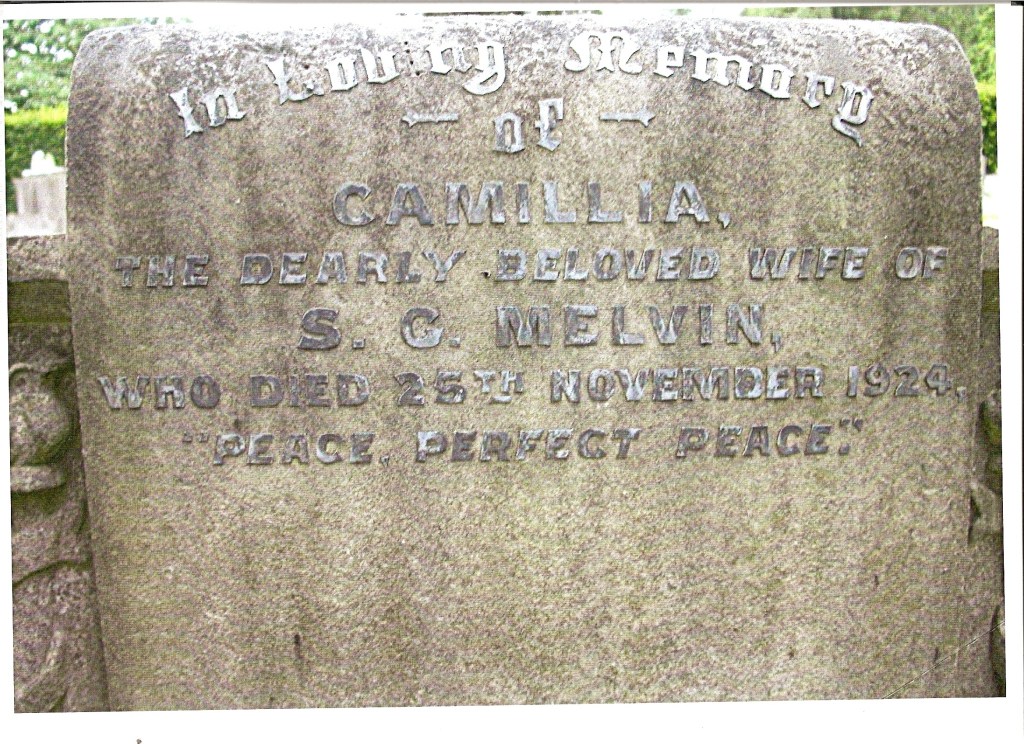 In Loving Memory
of
CAMILLIA,
THE DEARLY BELOVED WIFE OF
S. G. MELVIN,
WHO DIED 25TH NOVEMBER 1924,
"PEACE, PERFECT PEACE."